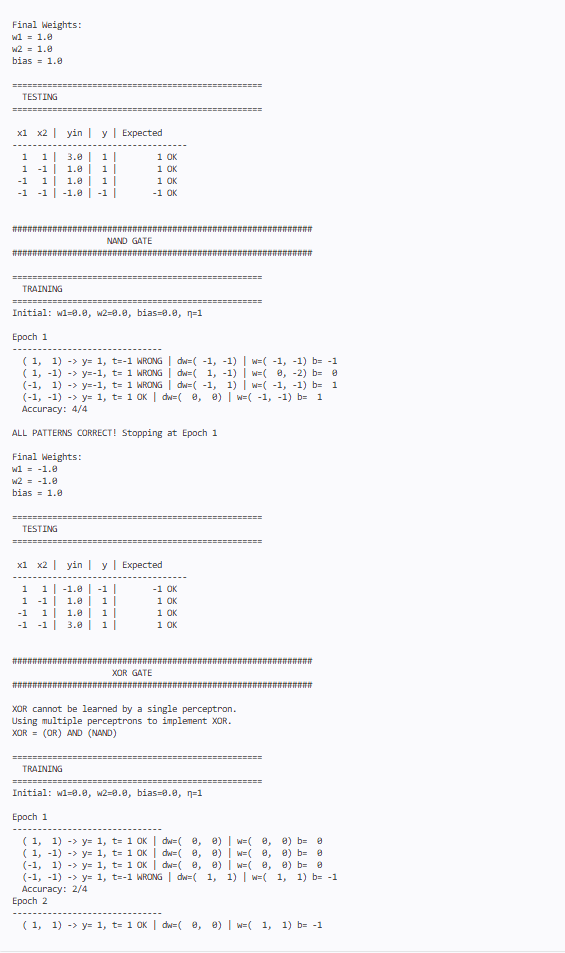 Final Weights:
w1 = 1.0
w2 = 1.0
bias = 1.0
==================================================
  TESTING
==================================================
 x1  x2 |  yin |  y | Expected
-----------------------------------
  1   1 |  3.0 |  1 |        1 OK
  1  -1 |  1.0 |  1 |        1 OK
 -1   1 |  1.0 |  1 |        1 OK
 -1  -1 | -1.0 | -1 |       -1 OK
############################################################
                   NAND GATE
############################################################
==================================================
  TRAINING
==================================================
Initial: w1=0.0, w2=0.0, bias=0.0, η=1
Epoch 1
------------------------------
  ( 1,  1) -> y= 1, t=-1 WRONG | dw=( -1, -1) | w=( -1, -1) b= -1
  ( 1, -1) -> y=-1, t= 1 WRONG | dw=(  1, -1) | w=(  0, -2) b=  0
  (-1,  1) -> y=-1, t= 1 WRONG | dw=( -1,  1) | w=( -1, -1) b=  1
  (-1, -1) -> y= 1, t= 1 OK | dw=(  0,  0) | w=( -1, -1) b=  1
  Accuracy: 4/4
ALL PATTERNS CORRECT! Stopping at Epoch 1
Final Weights:
w1 = -1.0
w2 = -1.0
bias = 1.0
==================================================
  TESTING
==================================================
 x1  x2 |  yin |  y | Expected
-----------------------------------
  1   1 | -1.0 | -1 |       -1 OK
  1  -1 |  1.0 |  1 |        1 OK
 -1   1 |  1.0 |  1 |        1 OK
 -1  -1 |  3.0 |  1 |        1 OK
############################################################
                    XOR GATE
############################################################
XOR cannot be learned by a single perceptron.
Using multiple perceptrons to implement XOR.
XOR = (OR) AND (NAND)
==================================================
  TRAINING
==================================================
Initial: w1=0.0, w2=0.0, bias=0.0, η=1
Epoch 1
------------------------------
  ( 1,  1) -> y= 1, t= 1 OK | dw=(  0,  0) | w=(  0,  0) b=  0
  ( 1, -1) -> y= 1, t= 1 OK | dw=(  0,  0) | w=(  0,  0) b=  0
  (-1,  1) -> y= 1, t= 1 OK | dw=(  0,  0) | w=(  0,  0) b=  0
  (-1, -1) -> y= 1, t=-1 WRONG | dw=(  1,  1) | w=(  1,  1) b= -1
  Accuracy: 2/4
Epoch 2
------------------------------
  ( 1,  1) -> y= 1, t= 1 OK | dw=(  0,  0) | w=(  1,  1) b= -1